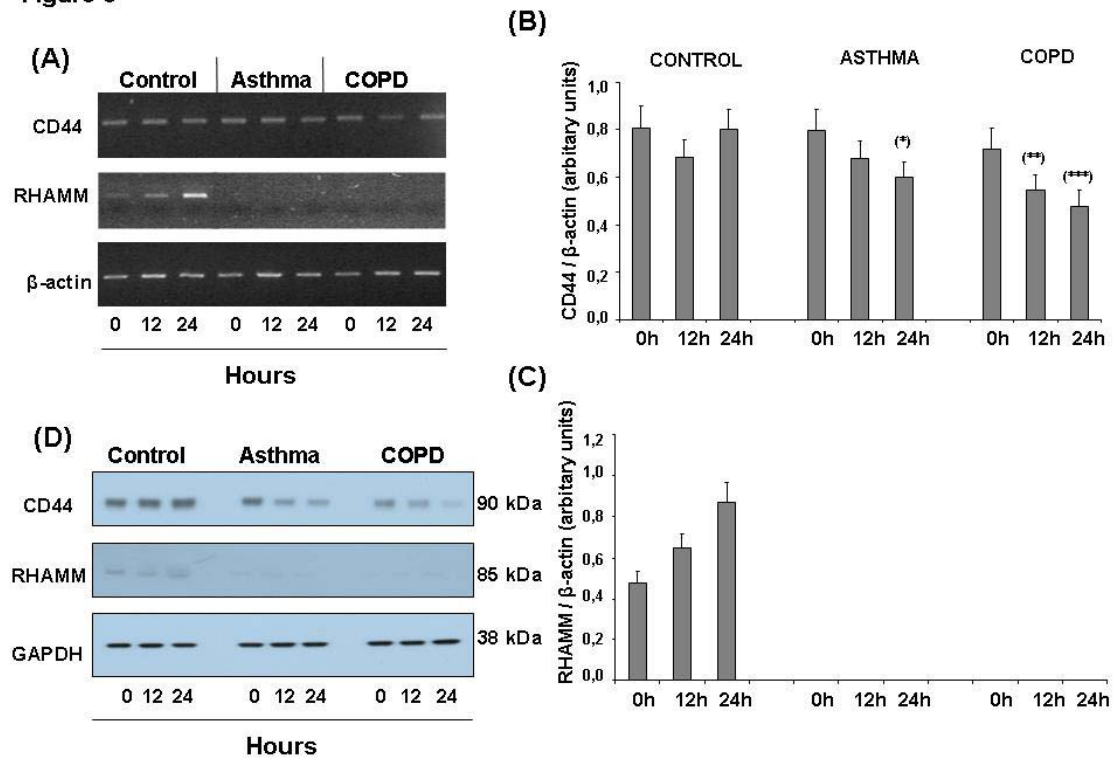 (A)
Control Asthma COPD
CD44
RHAMM
β-actin
0 12 24 0 12 24 0 12 24
Hours
(B)
CONTROL ASTHMA COPD
CD44 / β-actin (arbitary units)
1,0
0,8
0,6
0,4
0,2
0,0
(*)
(**)
(***)
0h 12h 24h 0h 12h 24h 0h 12h 24h
(C)
RHAMM / β-actin (arbitary units)
1,2
1,0
0,8
0,6
0,4
0,2
0,0
0h 12h 24h 0h 12h 24h 0h 12h 24h
(D)
Control Asthma COPD
CD44 90 kDa
RHAMM 85 kDa
GAPDH 38 kDa
0 12 24 0 12 24 0 12 24
Hours